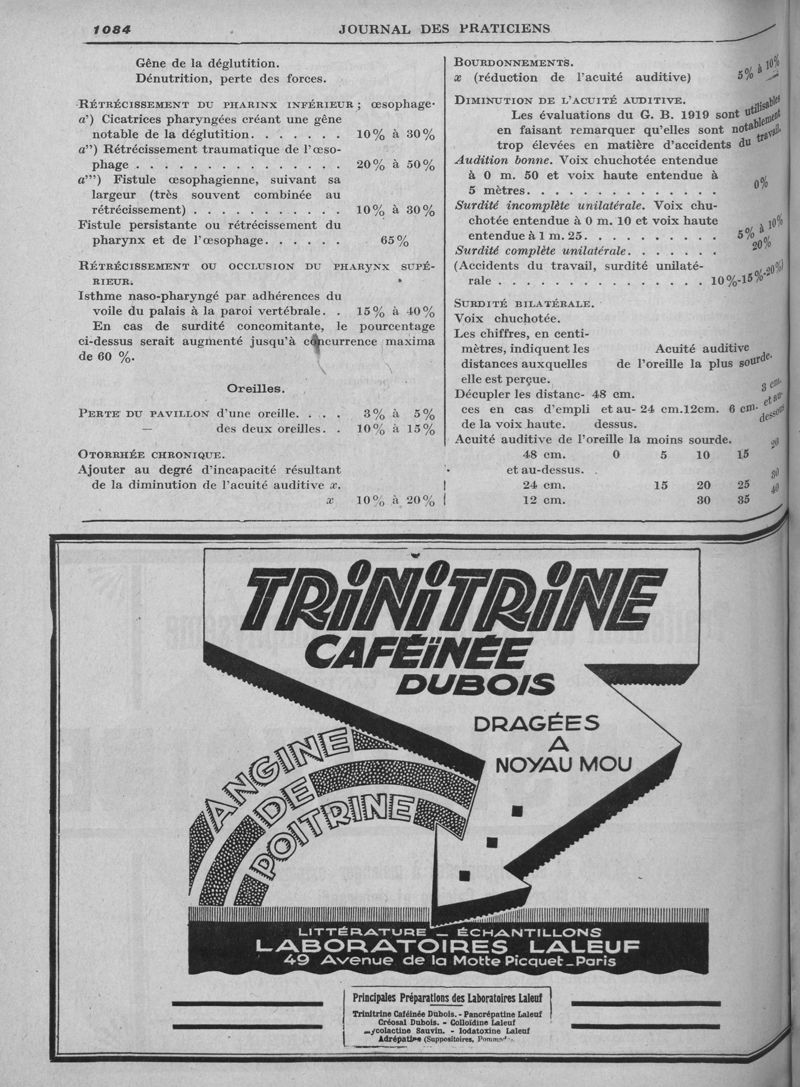 1084
JOURNAL DES PRATICIENS
Gêne de la déglutition.
Dénutrition, perte des forces.
RÉTRÉCISSEMENT DU PHARINX INFÉRIEUR ; œsophage.
a') Cicatrices pharyngées créant une gêne
notable de la déglutition. . . . . . . 10% à 30%
a") Rétrécissement traumatique de l'œso-
phage . . . . . . . . . . . . . . . 20% à 50%
a"') Fistule œsophagienne, suivant sa
largeur (très souvent combinée au
rétrécissement) . . . . . . . . . . . 10% à 30%
Fistule persistante ou rétrécissement du
pharynx et de l'œsophage. . . . . . 65%
RÉTRÉCISSEMENT OU OCCLUSION DU PHARYNX SUPÉ-
RIEUR.
Isthme naso-pharyngé par adhérences du
voile du palais à la paroi vertébrale. . 15% à 40%
En cas de surdité concomitante, le pourcentage
ci-dessus serait augmenté jusqu'à concurrence maxima
de 60 %.
Oreilles.
PERTE DU PAVILLON d'une oreille. . . . 3% à 5%
— des deux oreilles. . 10% à 15%
OTORRHÉE CHRONIQUE.
Ajouter au degré d'incapacité résultant
de la diminution de l'acuité auditive x.
x 10% à 20%
BOURDONNEMENTS.
x (réduction de l'acuité auditive) 5% à 10%
DIMINUTION DE L'ACUITÉ AUDITIVE.
Les évaluations du G. B. 1919 sont utilisables
en faisant remarquer qu'elles sont notablement
trop élevées en matière d'accidents du travail.
Audition bonne. Voix chuchotée entendue
à 0 m. 50 et voix haute entendue à
5 mètres. . . . . . . . . . . . . . 0%
Surdité incomplète unilatérale. Voix chu-
chotée entendue à 0 m. 10 et voix haute
entendue à 1 m. 25. . . . . . . . . . 5% à 10%
Surdité complète unilatérale. . . . . . . 20%
(Accidents du travail, surdité unilaté-
rale . . . . . . . . . . . . . . . 10%-15%-20%)
SURDITÉ BILATÉRALE.
Voix chuchotée.
Les chiffres, en centi-
mètres, indiquent les Acuité auditive
distances auxquelles de l'oreille la plus sourde.
elle est perçue.
Décupler les distanc- 48 cm. 3 cm.
ces en cas d'empli et au- 24 cm. 12cm. 6 cm. et au-
de la voix haute. dessus. dessous
Acuité auditive de l'oreille la moins sourde.
48 cm. 0 5 10 15 20
et au-dessus.
24 cm. 15 20 25 30
12 cm. 30 35 40
TRINITRINE
CAFÉÏNÉE
DUBOIS
DRAGÉES
A
NOYAU MOU
ANGINE
DE
POITRINE
LITTÉRATURE _ ÉCHANTILLONS
LABORATOIRES LALEUF
49 Avenue de la Motte Picquet_Paris
Principales Préparations des Laboratoires Laleuf
Trinitrine Caféinée Dubois. - Pancrépatine Laleuf
Créosal Dubois. - Colloïdine Laleuf
Sauvin. - Iodatoxine Laleuf
Adrépatine (Suppositoires,